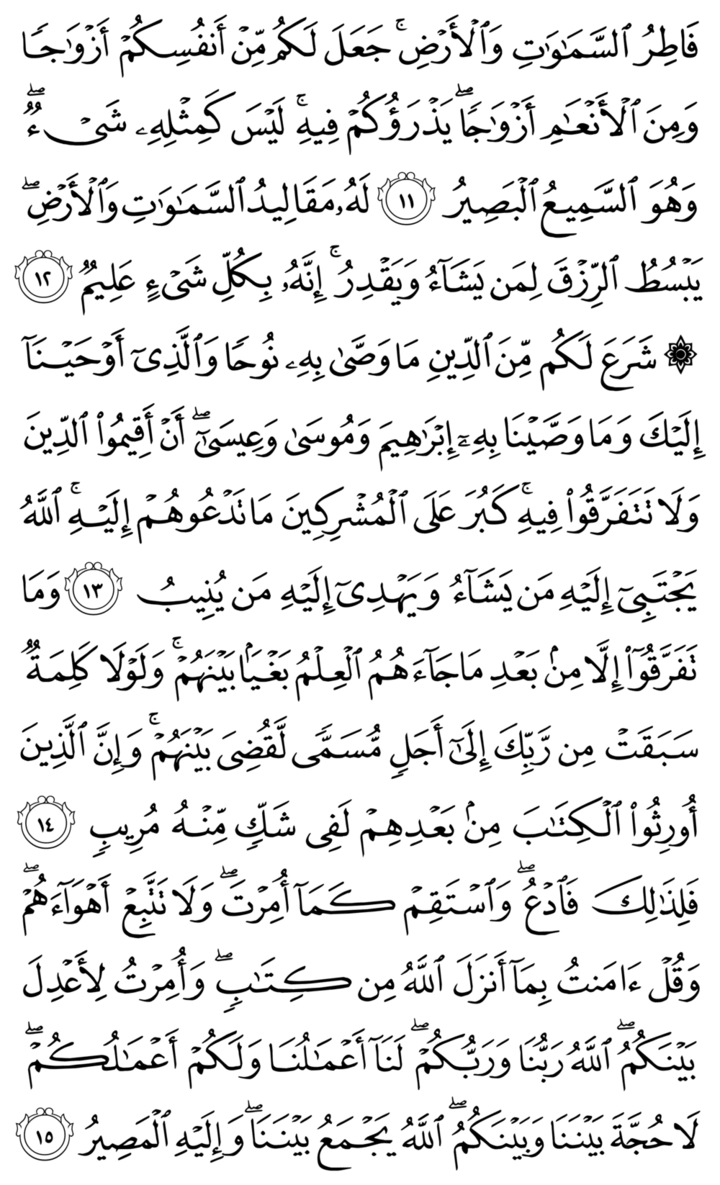 فَاطِرُ ٱلسَّمَٰوَٰتِ وَٱلْأَرْضِ ۚ جَعَلَ لَكُم مِّنْ أَنفُسِكُمْ أَزْوَٰجًا
وَمِنَ ٱلْأَنْعَٰمِ أَزْوَٰجًا ۖ يَذْرَؤُكُمْ فِيهِ ۚ لَيْسَ كَمِثْلِهِۦ شَىْءٌ ۖ
وَهُوَ ٱلسَّمِيعُ ٱلْبَصِيرُ ١١ لَهُۥ مَقَالِيدُ ٱلسَّمَٰوَٰتِ وَٱلْأَرْضِ ۖ
يَبْسُطُ ٱلرِّزْقَ لِمَن يَشَآءُ وَيَقْدِرُ ۚ إِنَّهُۥ بِكُلِّ شَىْءٍ عَلِيمٌ ١٢
۞ شَرَعَ لَكُم مِّنَ ٱلدِّينِ مَا وَصَّىٰ بِهِۦ نُوحًا وَٱلَّذِىٓ أَوْحَيْنَآ
إِلَيْكَ وَمَا وَصَّيْنَا بِهِۦٓ إِبْرَٰهِيمَ وَمُوسَىٰ وَعِيسَىٰٓ ۖ أَنْ أَقِيمُوا۟ ٱلدِّينَ
وَلَا تَتَفَرَّقُوا۟ فِيهِ ۚ كَبُرَ عَلَى ٱلْمُشْرِكِينَ مَا تَدْعُوهُمْ إِلَيْهِ ۚ ٱللَّهُ
يَجْتَبِىٓ إِلَيْهِ مَن يَشَآءُ وَيَهْدِىٓ إِلَيْهِ مَن يُنِيبُ ١٣ وَمَا
تَفَرَّقُوٓا۟ إِلَّا مِنۢ بَعْدِ مَا جَآءَهُمُ ٱلْعِلْمُ بَغْيًۢا بَيْنَهُمْ ۚ وَلَوْلَا كَلِمَةٌ
سَبَقَتْ مِن رَّبِّكَ إِلَىٰٓ أَجَلٍ مُّسَمًّى لَّقُضِىَ بَيْنَهُمْ ۚ وَإِنَّ ٱلَّذِينَ
أُورِثُوا۟ ٱلْكِتَٰبَ مِنۢ بَعْدِهِمْ لَفِى شَكٍّ مِّنْهُ مُرِيبٍ ١٤
فَلِذَٰلِكَ فَٱدْعُ ۖ وَٱسْتَقِمْ كَمَآ أُمِرْتَ ۖ وَلَا تَتَّبِعْ أَهْوَآءَهُمْ ۖ
وَقُلْ ءَامَنتُ بِمَآ أَنزَلَ ٱللَّهُ مِن كِتَٰبٍ ۖ وَأُمِرْتُ لِأَعْدِلَ
بَيْنَكُمُ ۖ ٱللَّهُ رَبُّنَا وَرَبُّكُمْ ۖ لَنَآ أَعْمَٰلُنَا وَلَكُمْ أَعْمَٰلُكُمْ ۖ
لَا حُجَّةَ بَيْنَنَا وَبَيْنَكُمُ ۖ ٱللَّهُ يَجْمَعُ بَيْنَنَا ۖ وَإِلَيْهِ ٱلْمَصِيرُ ١٥